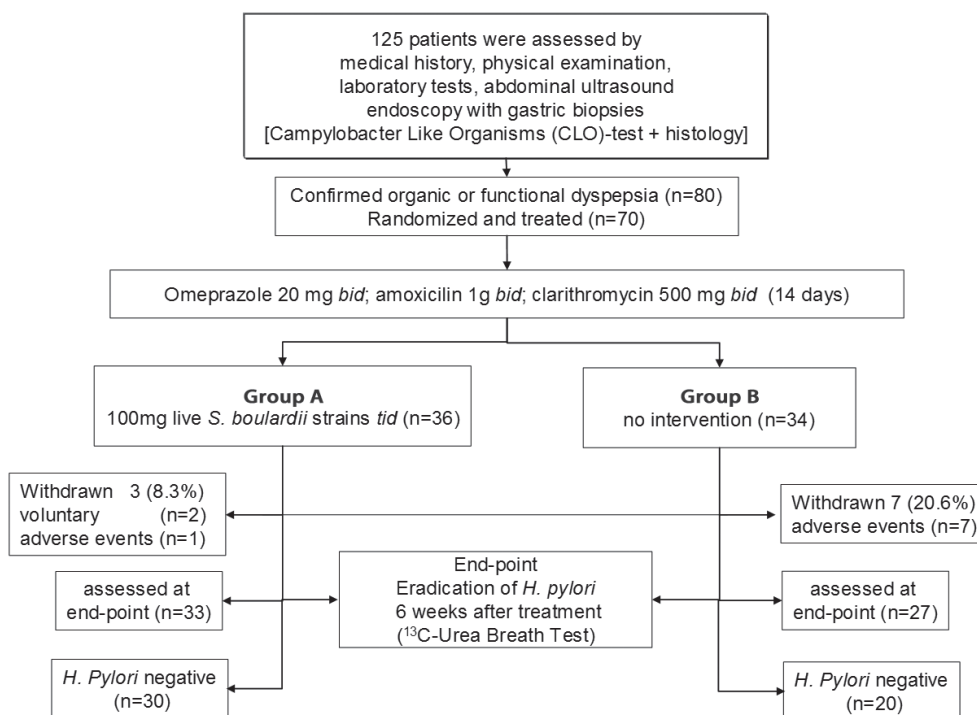 125 patients were assessed by
medical history, physical examination,
laboratory tests, abdominal ultrasound
endoscopy with gastric biopsies
[Campylobacter Like Organisms (CLO)-test + histology]
Confirmed organic or functional dyspepsia (n=80)
Randomized and treated (n=70)
Omeprazole 20 mg bid; amoxicilin 1g bid; clarithromycin 500 mg bid (14 days)
Group A
100mg live S. boulardii strains tid (n=36)
Group B
no intervention (n=34)
Withdrawn 3 (8.3%)
voluntary (n=2)
adverse events (n=1)
Withdrawn 7 (20.6%)
adverse events (n=7)
assessed at
end-point (n=33)
End-point
Eradication of H. pylori
6 weeks after treatment
(¹³C-Urea Breath Test)
assessed at
end-point (n=27)
H. Pylori negative
(n=30)
H. Pylori negative
(n=20)